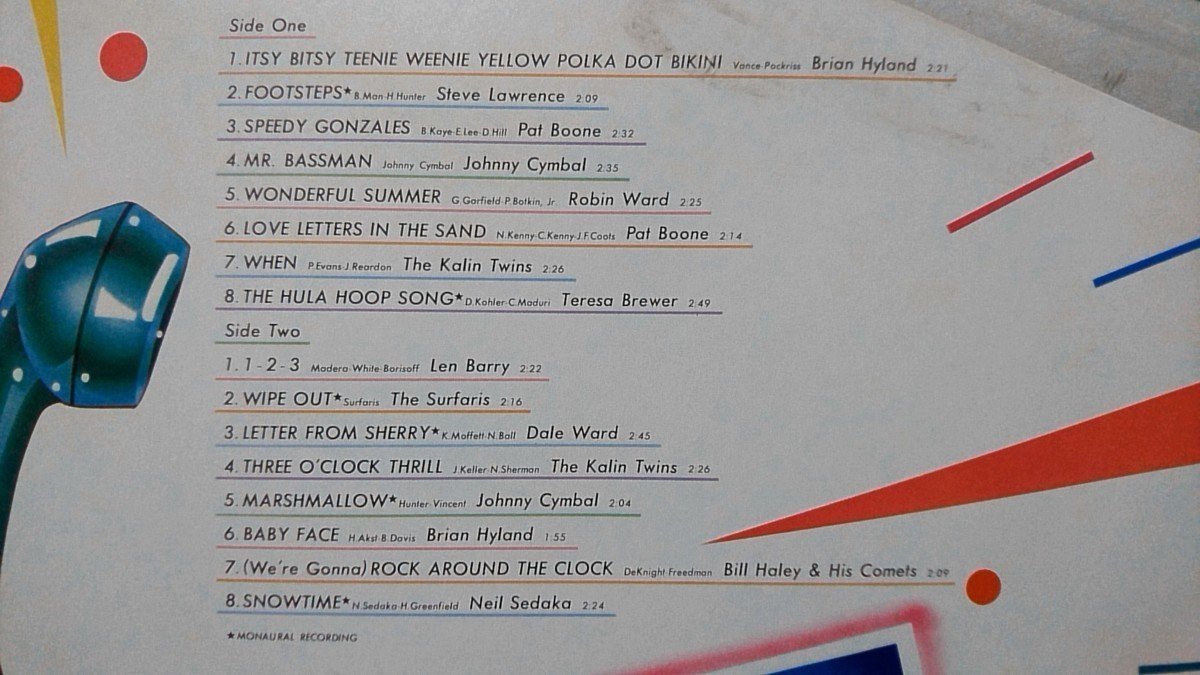 Side One
1. ITSY BITSY TEENIE WEENIE YELLOW POLKA DOT BIKINI Vance-Pockriss Brian Hyland 2:21
2. FOOTSTEPS★ B.Man-H.Hunter Steve Lawrence 2:09
3. SPEEDY GONZALES B.Kaye-E.Lee-D.Hill Pat Boone 2:32
4. MR. BASSMAN Johnny Cymbal Johnny Cymbal 2:35
5. WONDERFUL SUMMER G.Garfield-P.Botkin, Jr. Robin Ward 2:25
6. LOVE LETTERS IN THE SAND N.Kenny-C.Kenny-J.F.Coots Pat Boone 2:14
7. WHEN P.Evans-J.Reardon The Kalin Twins 2:26
8. THE HULA HOOP SONG★ D.Kohler-C.Maduri Teresa Brewer 2:49
Side Two
1. 1-2-3 Madera-White-Borisoff Len Barry 2:22
2. WIPE OUT★ Surfaris The Surfaris 2:16
3. LETTER FROM SHERRY★ K.Moffett-N.Ball Dale Ward 2:45
4. THREE O'CLOCK THRILL J.Keller-N.Sherman The Kalin Twins 2:26
5. MARSHMALLOW★ Hunter-Vincent Johnny Cymbal 2:04
6. BABY FACE H.Akst-B.Davis Brian Hyland 1:55
7. (We're Gonna) ROCK AROUND THE CLOCK DeKnight-Freedman Bill Haley & His Comets 2:09
8. SNOWTIME★ N.Sedaka-H.Greenfield Neil Sedaka 2:24
★MONAURAL RECORDING